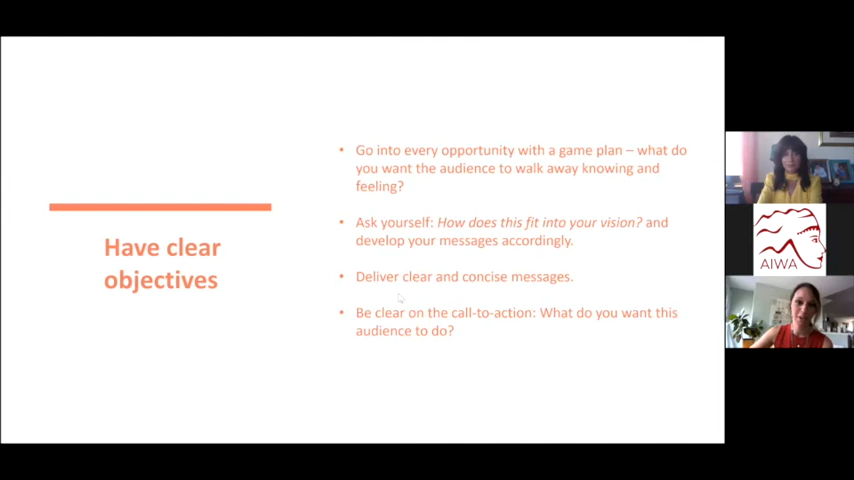 Have clear
objectives
• Go into every opportunity with a game plan – what do
you want the audience to walk away knowing and
feeling?
• Ask yourself: How does this fit into your vision? and
develop your messages accordingly.
• Deliver clear and concise messages.
• Be clear on the call-to-action: What do you want this
audience to do?
AIWA